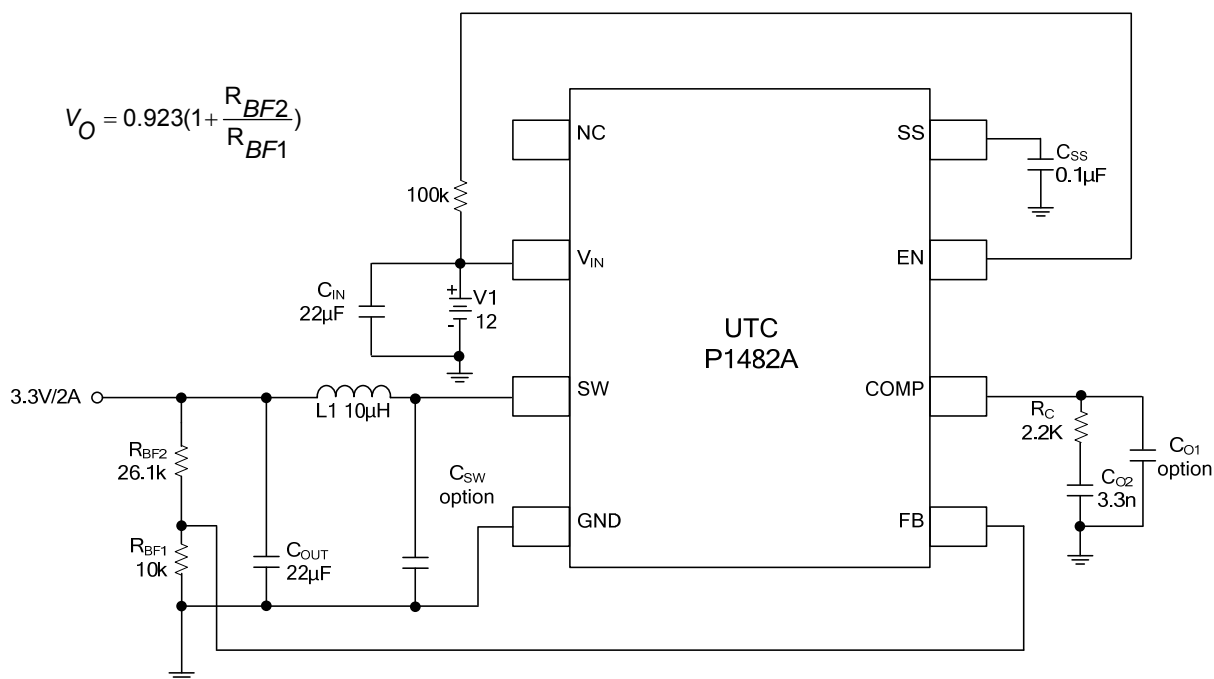 V_O = 0.923(1+ R_BF2 / R_BF1)
NC
SS
C_SS
0.1µF
100k
V_IN
EN
C_IN
22µF
+
V1
-
12
UTC
P1482A
3.3V/2A
L1 10µH
SW
COMP
R_C
2.2K
C_O1
option
R_BF2
26.1k
C_SW
option
C_O2
3.3n
GND
FB
R_BF1
10k
C_OUT
22µF